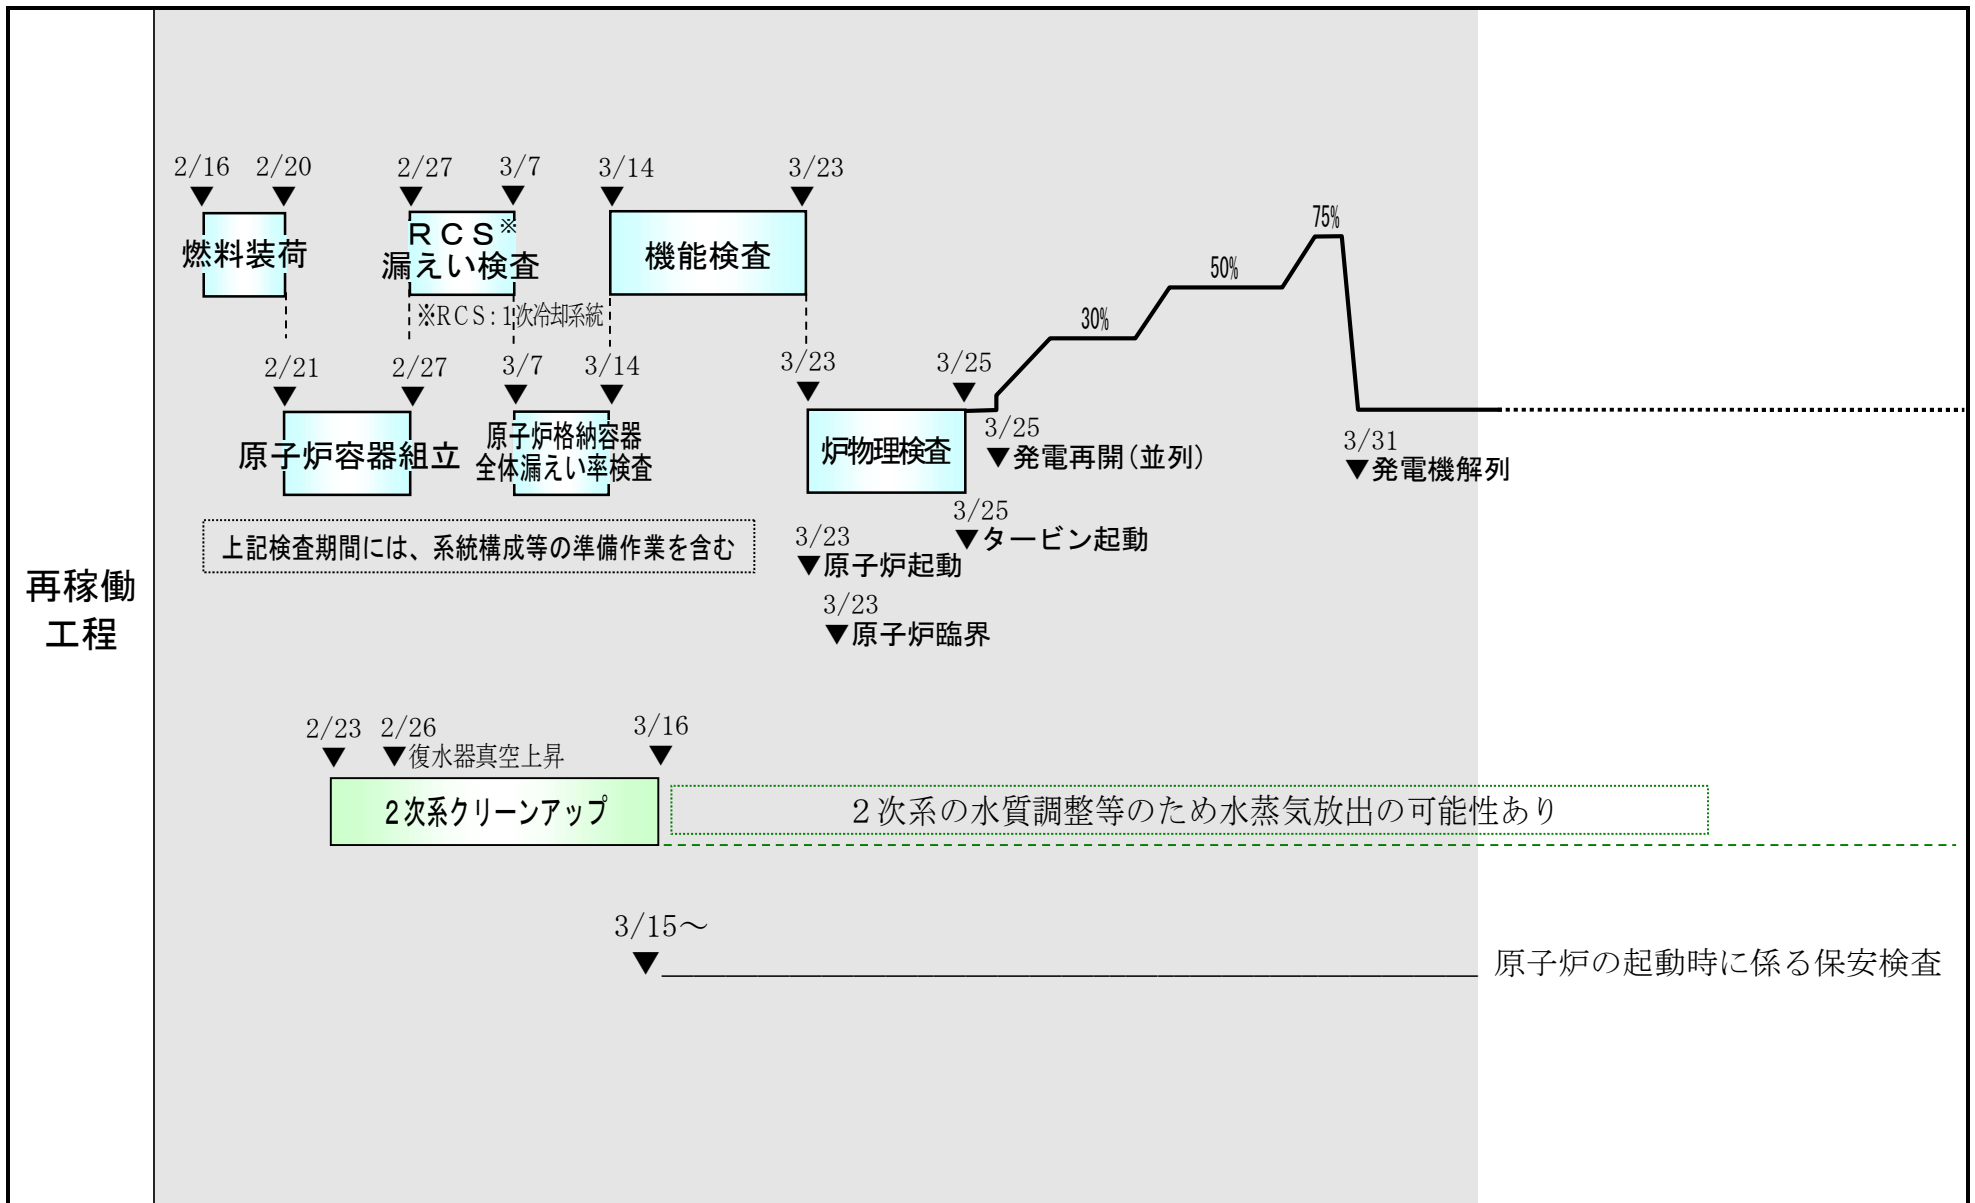 2/16
2/20
2/27
3/7
3/14
3/23
▼
▼
▼
▼
▼
▼
燃料装荷
ＲＣＳ※
漏えい検査
機能検査
※ＲＣＳ：1次冷却系統
75%
50%
30%
2/21
2/27
3/7
3/14
3/23
3/25
▼
▼
▼
▼
▼
▼
原子炉容器組立
原子炉格納容器
全体漏えい率検査
炉物理検査
3/25
▼発電再開(並列)
3/31
▼発電機解列
上記検査期間には、系統構成等の準備作業を含む
3/25
▼タービン起動
3/23
▼原子炉起動
3/23
▼原子炉臨界
再稼働
工程
2/23
2/26
3/16
▼
▼復水器真空上昇
▼
２次系クリーンアップ
２次系の水質調整等のため水蒸気放出の可能性あり
3/15～
▼
原子炉の起動時に係る保安検査